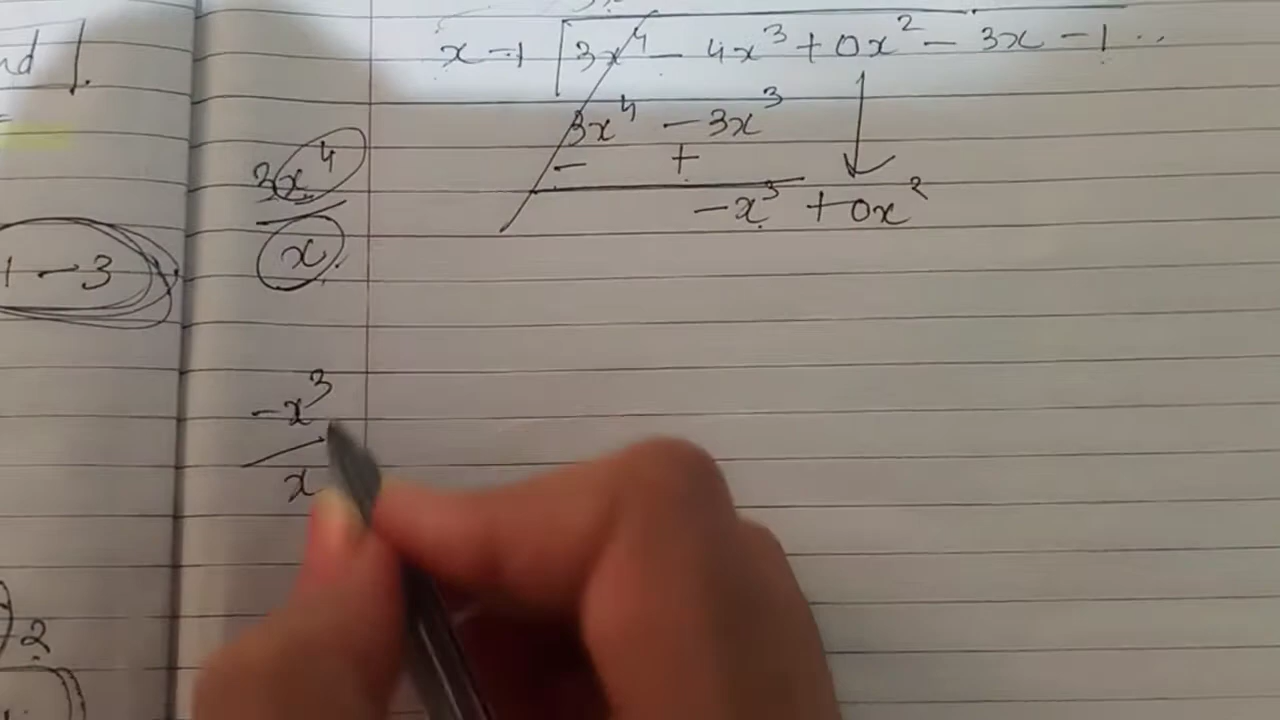 nd ].
x - 1 3x⁴ - 4x³ + 0x² - 3x - 1 ..
3x⁴ - 3x³
- +
-x³ + 0x²
3x⁴
x
1 - 3
-x³
x
2